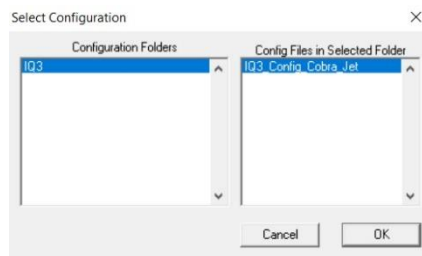 Select Configuration
Configuration Folders
Config Files in Selected Folder
IQ3
IQ3_Config_Cobra_Jet
Cancel
OK